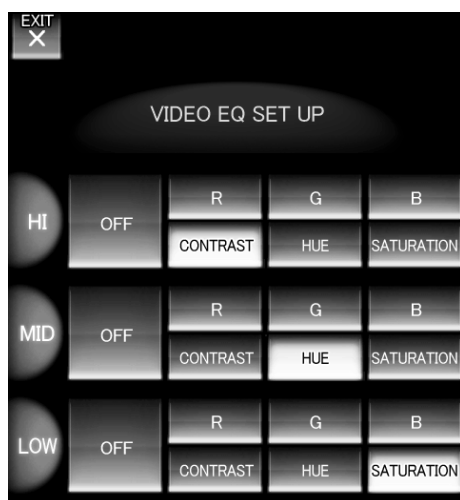 EXIT
VIDEO EQ SET UP
HI
OFF
R G B
CONTRAST HUE SATURATION
MID
OFF
R G B
CONTRAST HUE SATURATION
LOW
OFF
R G B
CONTRAST HUE SATURATION